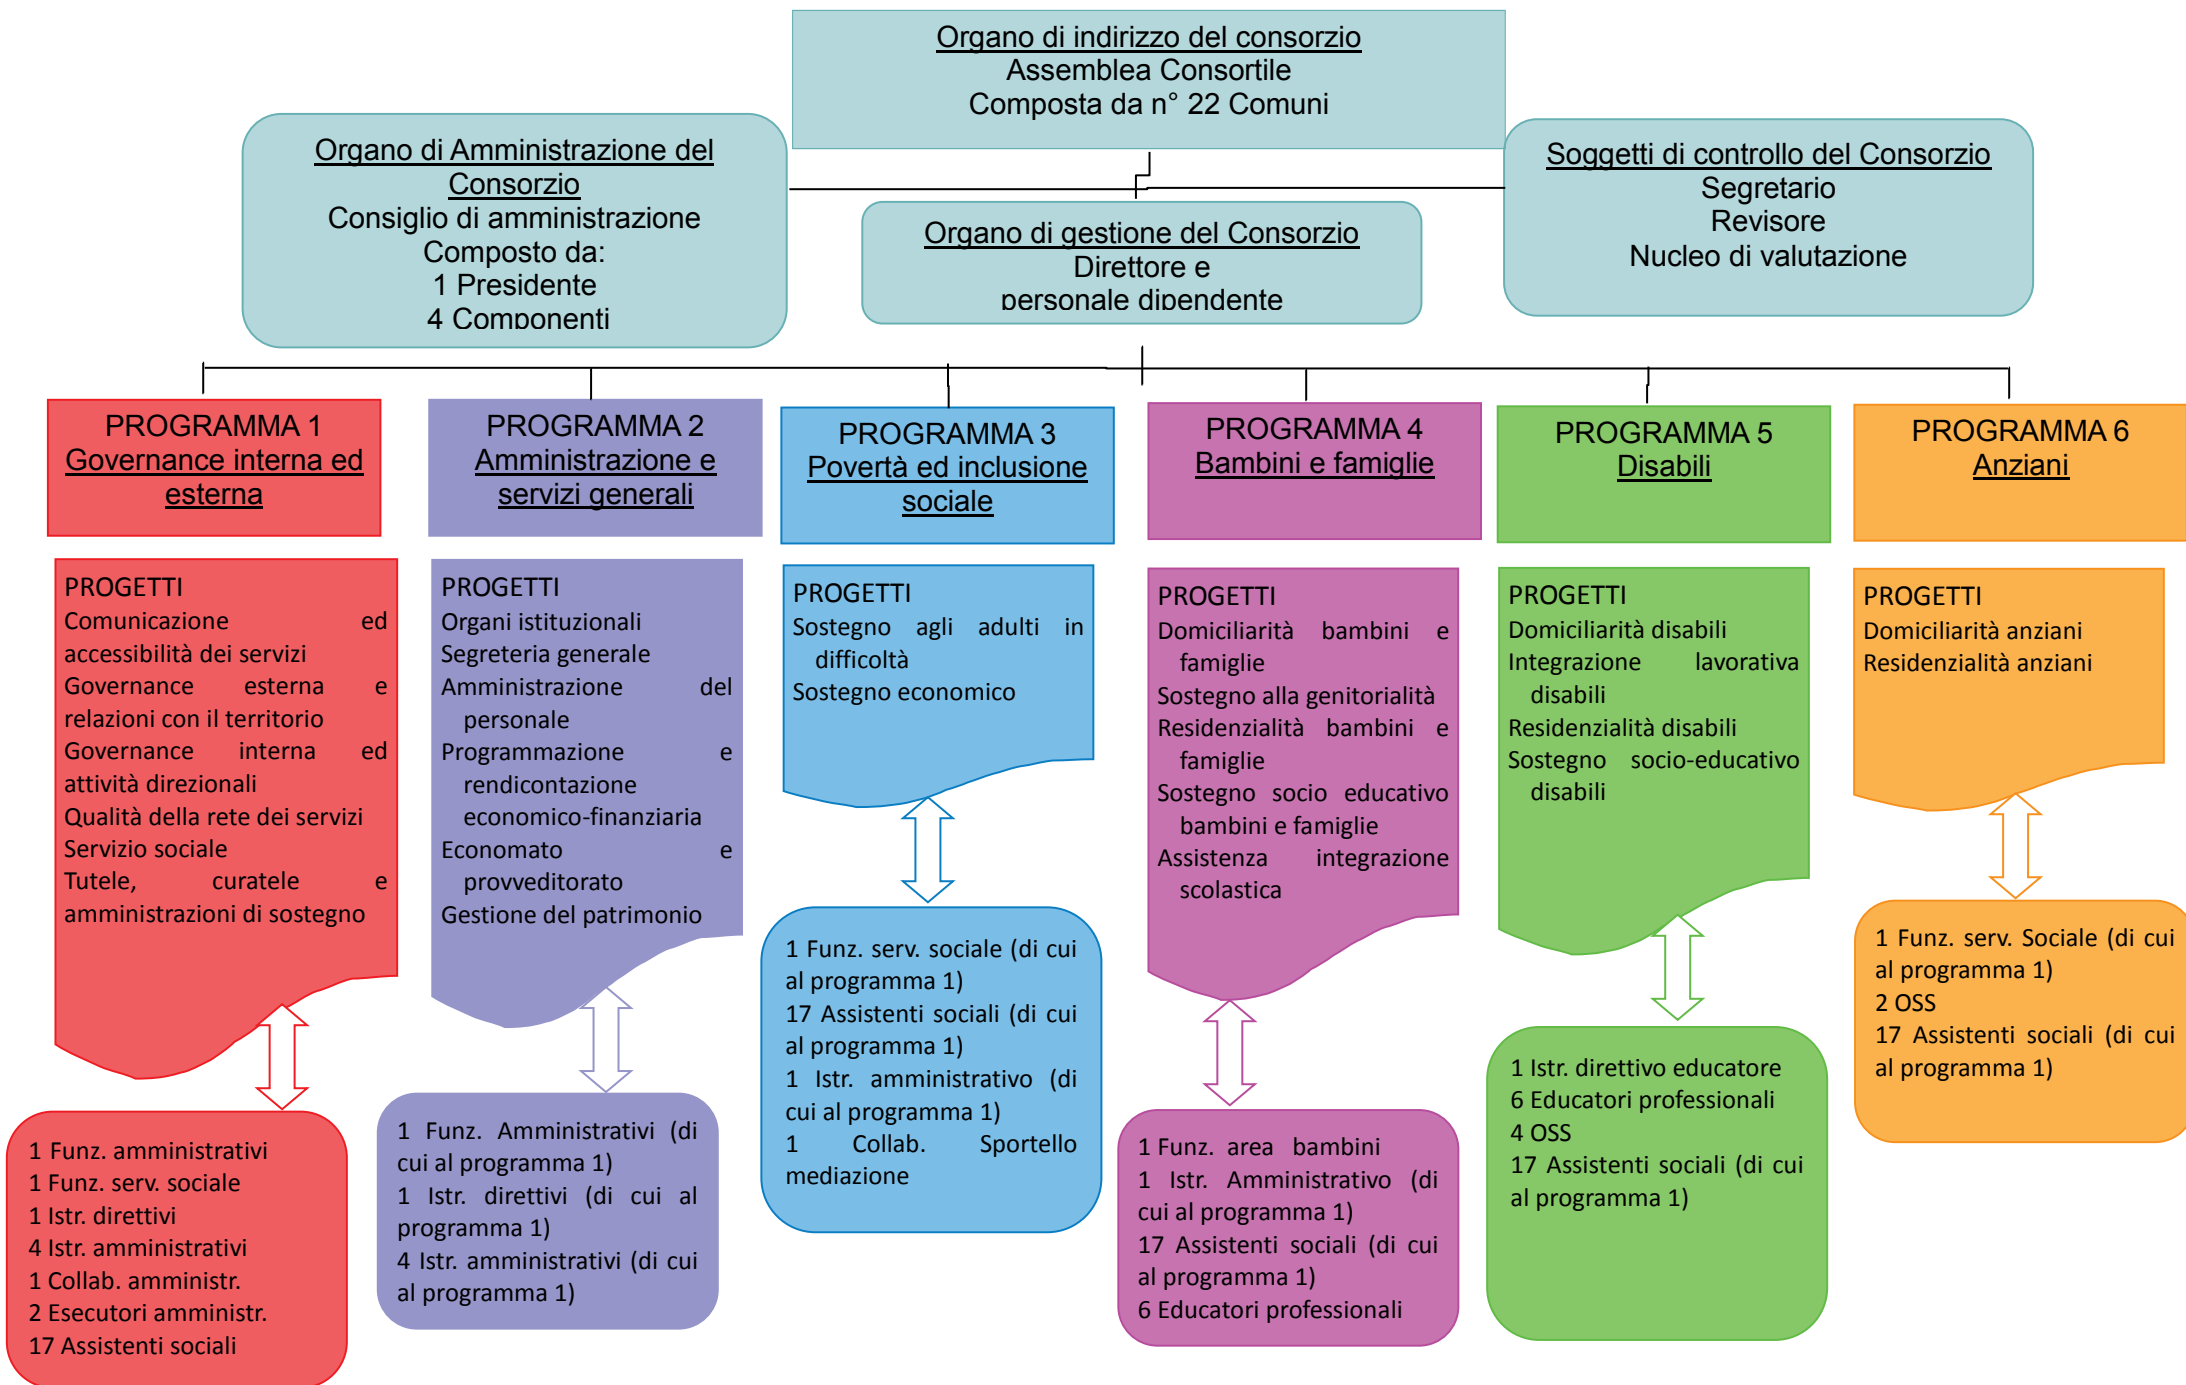 Organo di indirizzo del consorzio
Assemblea Consortile
Composta da n° 22 Comuni
Organo di Amministrazione del
Consorzio
Consiglio di amministrazione
Composto da:
1 Presidente
4 Componenti
Organo di gestione del Consorzio
Direttore e
personale dipendente
Soggetti di controllo del Consorzio
Segretario
Revisore
Nucleo di valutazione
PROGRAMMA 1
Governance interna ed
esterna
PROGRAMMA 2
Amministrazione e
servizi generali
PROGRAMMA 3
Povertà ed inclusione
sociale
PROGRAMMA 4
Bambini e famiglie
PROGRAMMA 5
Disabili
PROGRAMMA 6
Anziani
PROGETTI
Comunicazione ed
accessibilità dei servizi
Governance esterna e
relazioni con il territorio
Governance interna ed
attività direzionali
Qualità della rete dei servizi
Servizio sociale
Tutele, curatele e
amministrazioni di sostegno
PROGETTI
Organi istituzionali
Segreteria generale
Amministrazione del
personale
Programmazione e
rendicontazione
economico-finanziaria
Economato e
provveditorato
Gestione del patrimonio
PROGETTI
Sostegno agli adulti in
difficoltà
Sostegno economico
PROGETTI
Domiciliarità bambini e
famiglie
Sostegno alla genitorialità
Residenzialità bambini e
famiglie
Sostegno socio educativo
bambini e famiglie
Assistenza integrazione
scolastica
PROGETTI
Domiciliarità disabili
Integrazione lavorativa
disabili
Residenzialità disabili
Sostegno socio-educativo
disabili
PROGETTI
Domiciliarità anziani
Residenzialità anziani
1 Funz. amministrativi
1 Funz. serv. sociale
1 Istr. direttivi
4 Istr. amministrativi
1 Collab. amministr.
2 Esecutori amministr.
17 Assistenti sociali
1 Funz. Amministrativi (di
cui al programma 1)
1 Istr. direttivi (di cui al
programma 1)
4 Istr. amministrativi (di cui
al programma 1)
1 Funz. serv. sociale (di cui
al programma 1)
17 Assistenti sociali (di cui
al programma 1)
1 Istr. amministrativo (di
cui al programma 1)
1 Collab. Sportello
mediazione
1 Funz. area bambini
1 Istr. Amministrativo (di
cui al programma 1)
17 Assistenti sociali (di cui
al programma 1)
6 Educatori professionali
1 Istr. direttivo educatore
6 Educatori professionali
4 OSS
17 Assistenti sociali (di cui
al programma 1)
1 Funz. serv. Sociale (di cui
al programma 1)
2 OSS
17 Assistenti sociali (di cui
al programma 1)